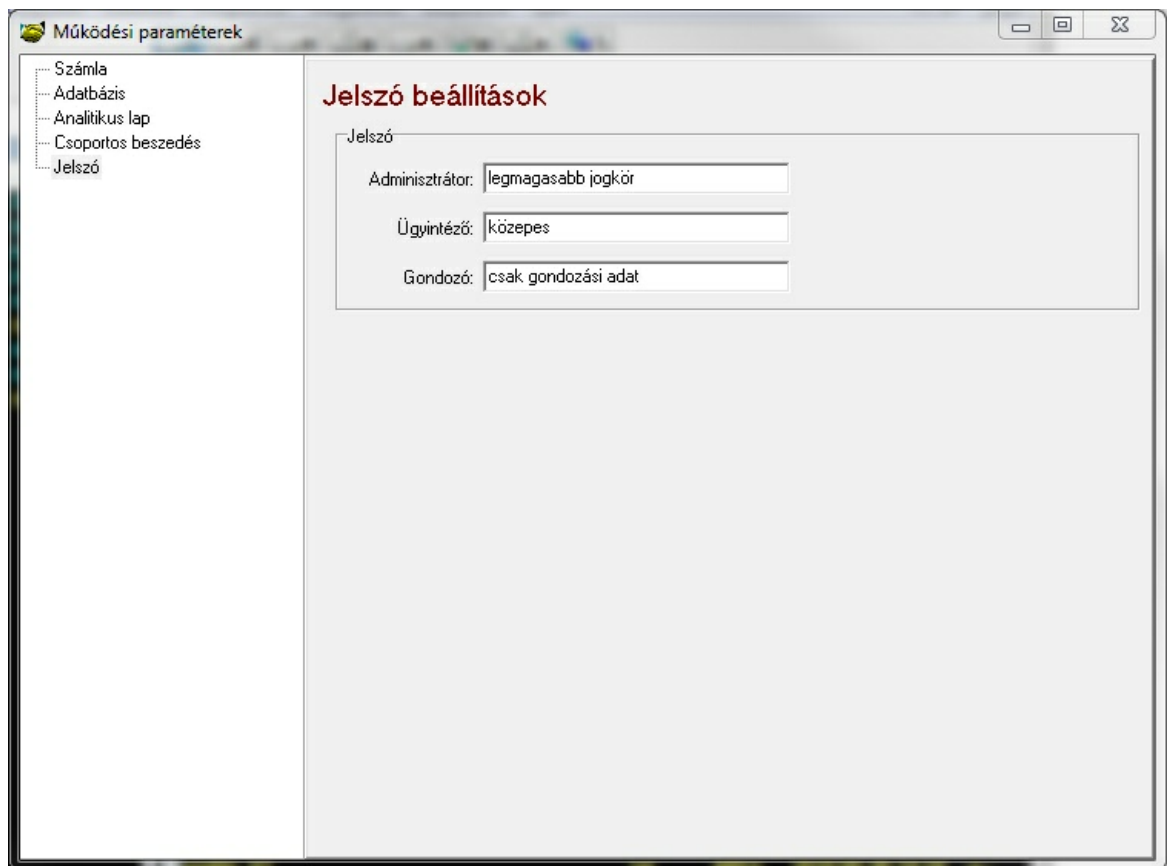 Működési paraméterek
Számla
Adatbázis
Analitikus lap
Csoportos beszedés
Jelszó
Jelszó beállítások
Jelszó
Adminisztrátor: legmagasabb jogkör
Ügyintéző: közepes
Gondozó: csak gondozási adat